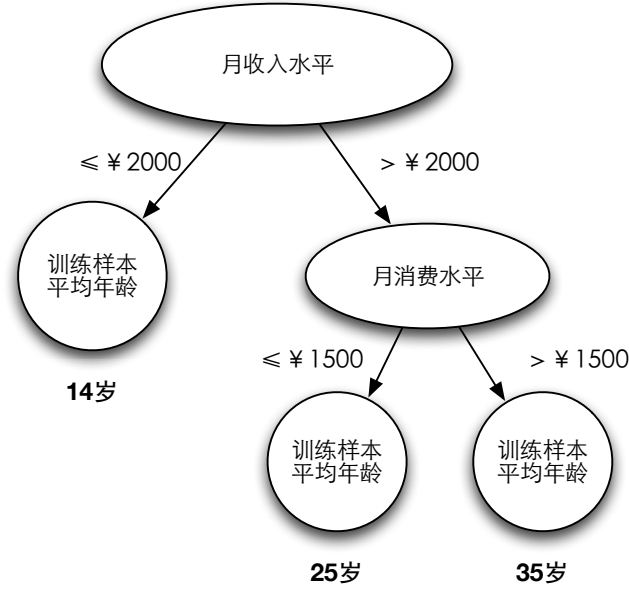 月收入水平
≤ ¥ 2000
> ¥ 2000
训练样本
平均年龄
14岁
月消费水平
≤ ¥ 1500
> ¥ 1500
训练样本
平均年龄
25岁
训练样本
平均年龄
35岁